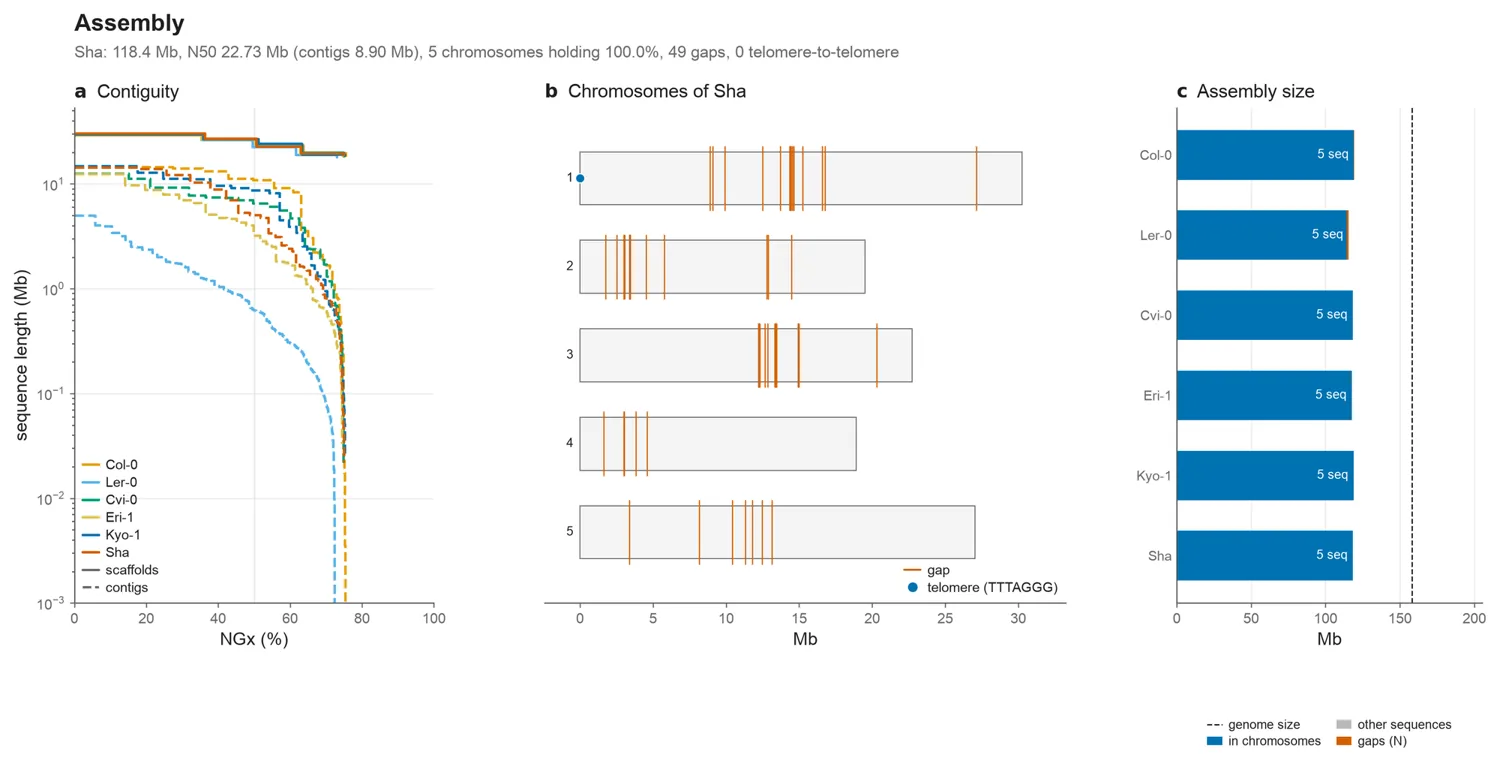 Assembly
Sha: 118.4 Mb, N50 22.73 Mb (contigs 8.90 Mb), 5 chromosomes holding 100.0%, 49 gaps, 0 telomere-to-telomere
a Contiguity
sequence length (Mb)
10¹
10⁰
10⁻¹
10⁻²
10⁻³
Col-0
Ler-0
Cvi-0
Eri-1
Kyo-1
Sha
scaffolds
contigs
0 20 40 60 80 100
NGx (%)
b Chromosomes of Sha
1
2
3
4
5
gap
telomere (TTTAGGG)
0 5 10 15 20 25 30
Mb
c Assembly size
Col-0 5 seq
Ler-0 5 seq
Cvi-0 5 seq
Eri-1 5 seq
Kyo-1 5 seq
Sha 5 seq
0 50 100 150 200
Mb
genome size other sequences
in chromosomes gaps (N)